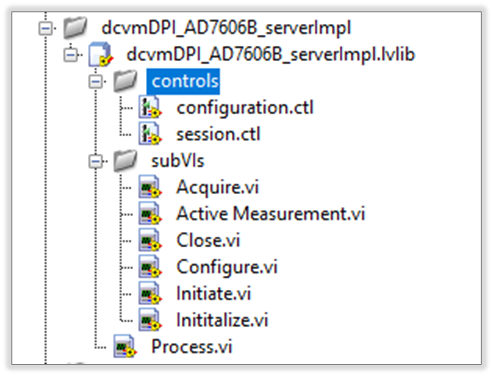 dcvmDPI_AD7606B_serverImpl
dcvmDPI_AD7606B_serverImpl.lvlib
controls
configuration.ctl
session.ctl
subVIs
Acquire.vi
Active Measurement.vi
Close.vi
Configure.vi
Initiate.vi
Inititalize.vi
Process.vi